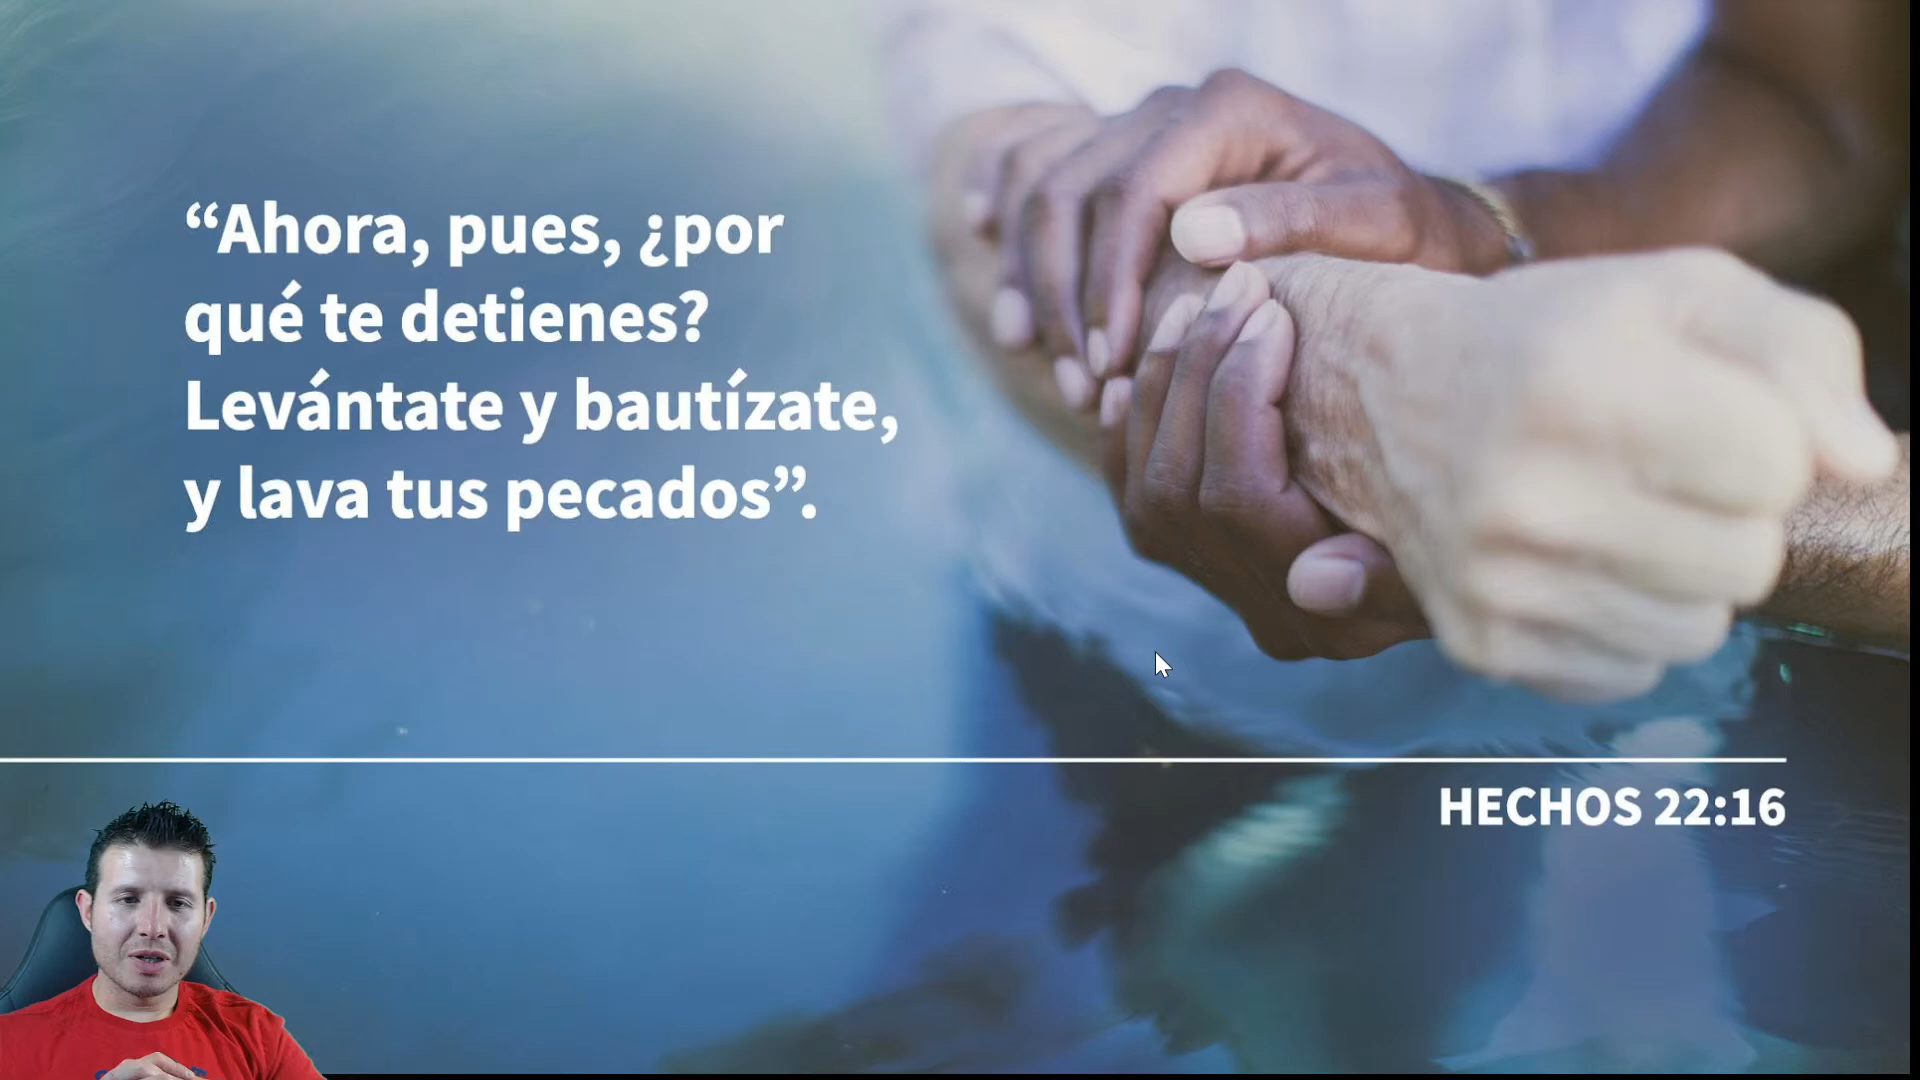 “Ahora, pues, ¿por
qué te detienes?
Levántate y bautízate,
y lava tus pecados”.
HECHOS 22:16